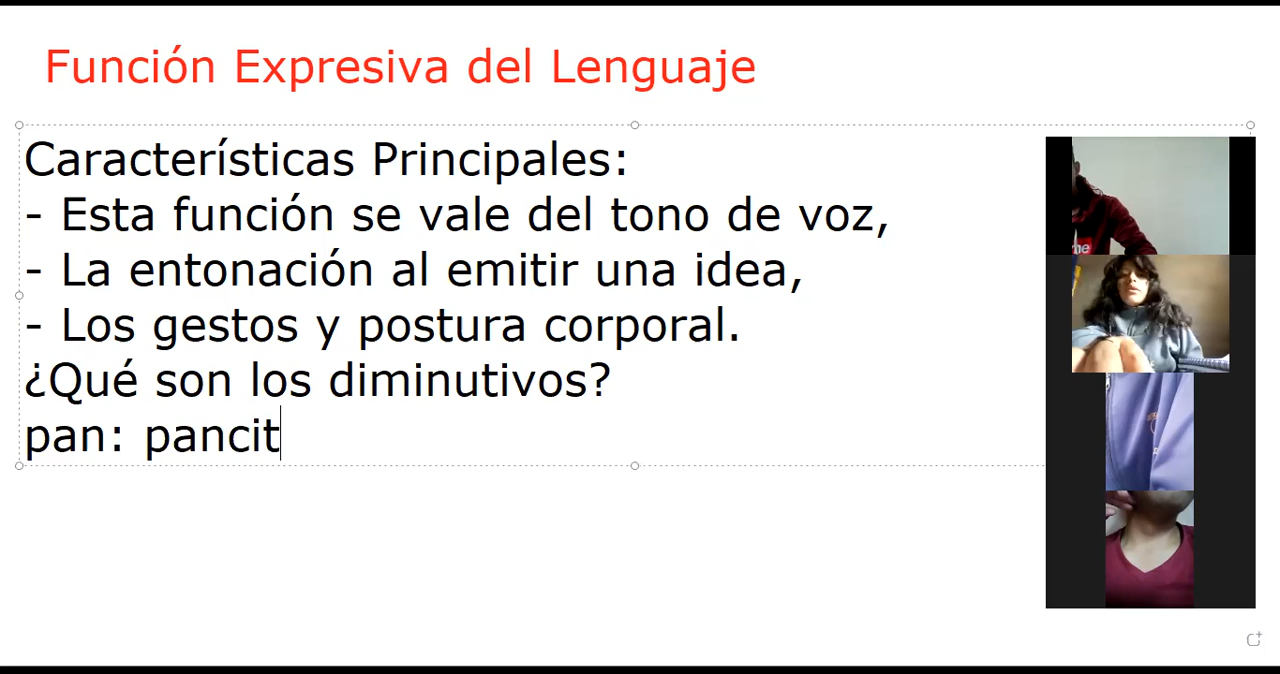 Función Expresiva del Lenguaje
Características Principales:
- Esta función se vale del tono de voz,
- La entonación al emitir una idea,
- Los gestos y postura corporal.
¿Qué son los diminutivos?
pan: pancit
me